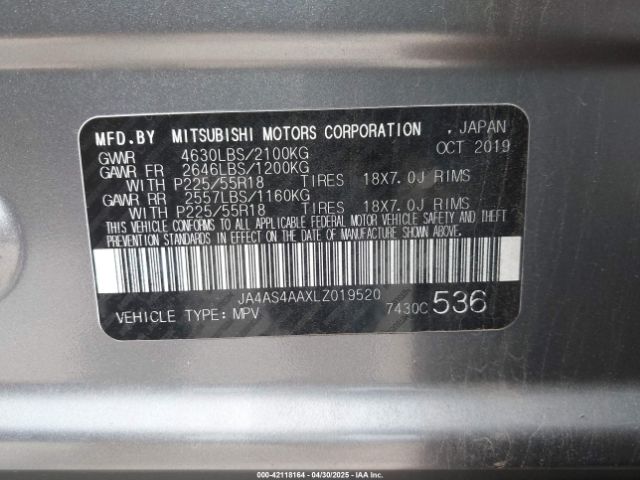 MFD.BY MITSUBISHI MOTORS CORPORATION , JAPAN
GVWR 4630LBS/2100KG OCT 2019
GAWR FR 2646LBS/1200KG
WITH P225/55R18 TIRES 18X7.0J RIMS
GAWR RR 2557LBS/1160KG
WITH P225/55R18 TIRES 18X7.0J RIMS
THIS VEHICLE CONFORMS TO ALL APPLICABLE FEDERAL MOTOR VEHICLE SAFETY AND THEFT
PREVENTION STANDARDS IN EFFECT ON THE DATE OF MANUFACTURE SHOWN ABOVE.
JA4AS4AAXLZ019520
VEHICLE TYPE: MPV 7430C 536
000-42118164 - 04/30/2025 - IAA Inc.